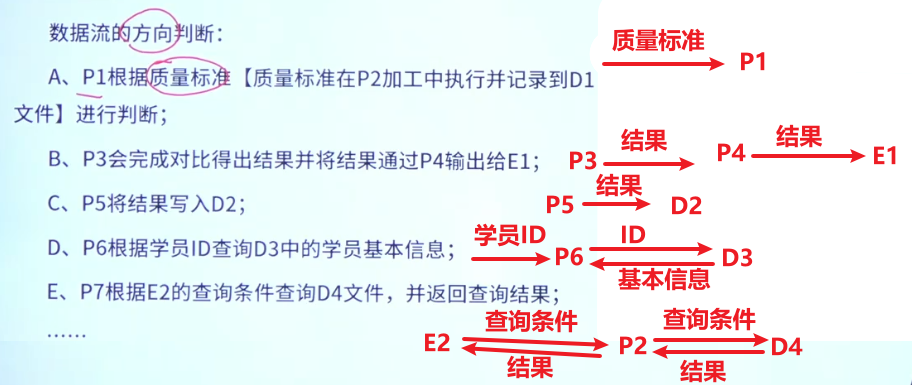 数据流的方向判断：
A、P1根据质量标准【质量标准在P2加工中执行并记录到D1
文件】进行判断；
质量标准
P1
B、P3会完成对比得出结果并将结果通过P4输出给E1；
P3
结果
P4
结果
E1
C、P5将结果写入D2；
P5
结果
D2
D、P6根据学员ID查询D3中的学员基本信息；
学员ID
P6
ID
D3
基本信息
E、P7根据E2的查询条件查询D4文件，并返回查询结果；
……
E2
查询条件
结果
P2
查询条件
结果
D4